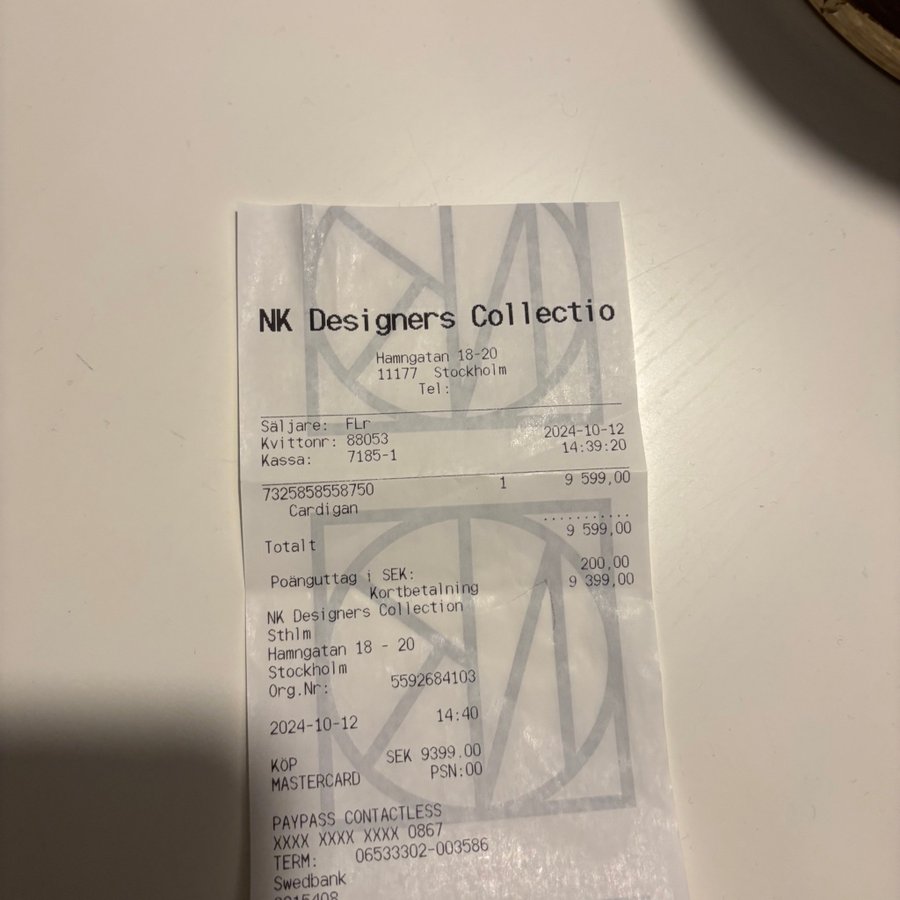 NK Designers Collectio
Hamngatan 18-20
11177 Stockholm
Tel:
Säljare: FLr
Kvittonr: 88053 2024-10-12
Kassa: 7185-1 14:39:20
7325858558750 1 9 599,00
Cardigan
...........
Totalt 9 599,00
Poänguttag i SEK: 200,00
Kortbetalning 9 399,00
NK Designers Collection
Sthlm
Hamngatan 18 - 20
Stockholm
Org.Nr: 5592684103
2024-10-12 14:40
KÖP SEK 9399.00
MASTERCARD PSN:00
PAYPASS CONTACTLESS
XXXX XXXX XXXX 0867
TERM: 06533302-003586
Swedbank